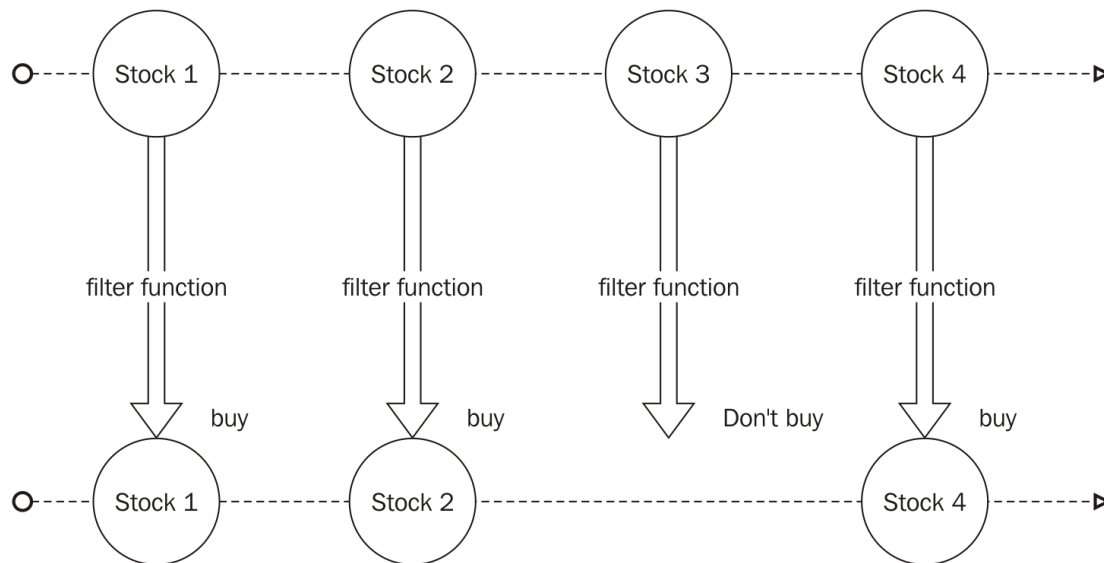 Stock 1
Stock 2
Stock 3
Stock 4
filter function
filter function
filter function
filter function
buy
buy
Don't buy
buy
Stock 1
Stock 2
Stock 4